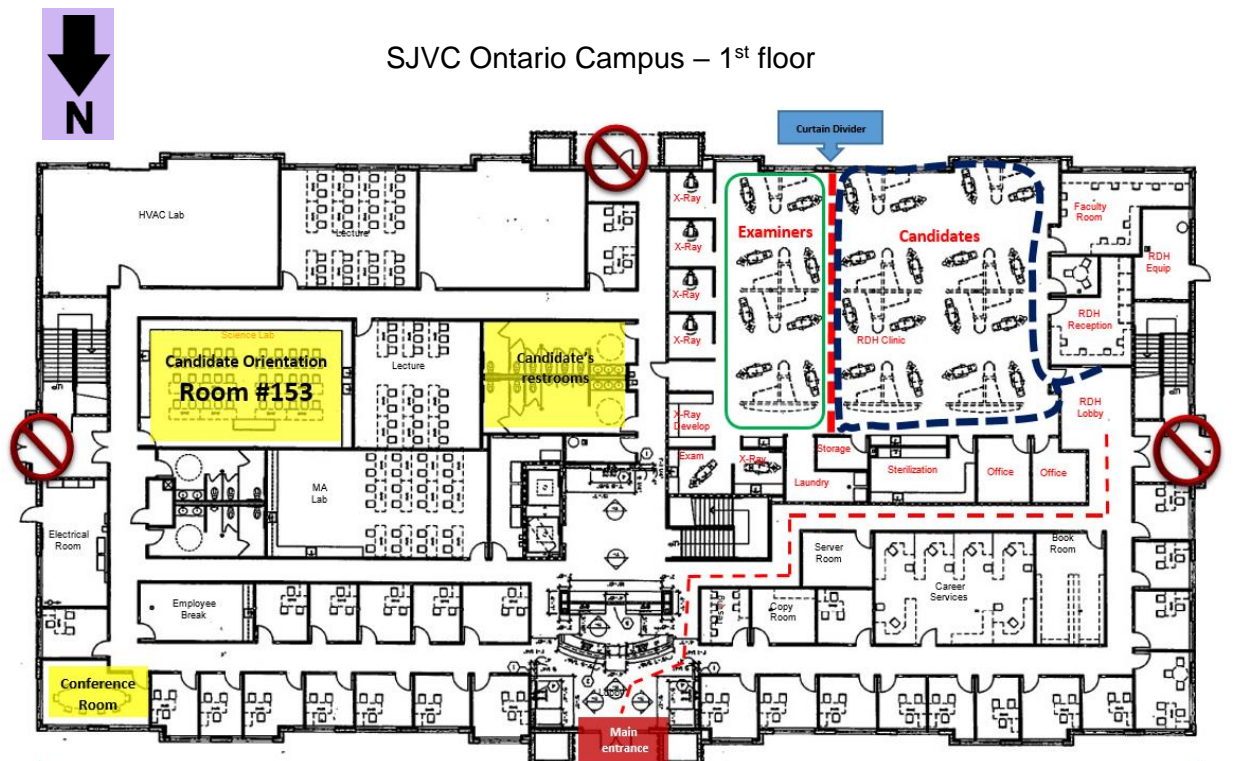 SJVC Ontario Campus – 1st floor
N
Curtain Divider
HVAC Lab
Lecture
X-Ray
X-Ray
X-Ray
X-Ray
Examiners
Candidates
RDH Clinic
Faculty
Room
RDH
Equip
RDH
Reception
RDH
Lobby
Science Lab
Candidate Orientation
Room #153
Lecture
Candidate's
restrooms
X-Ray
Develop
Exam
X-Ray
Storage
Laundry
Sterilization
Office
Office
MA
Lab
Electrical
Room
Server
Room
Book
Room
Career
Services
Employee
Break
Testing
Copy
Room
Conference
Room
Lobby
Main
entrance